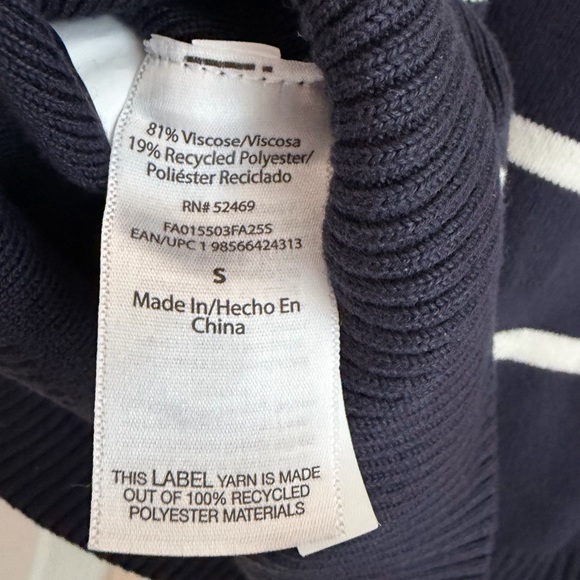 81% Viscose/Viscosa
19% Recycled Polyester/
Poliéster Reciclado
RN# 52469
FA015503FA25S
EAN/UPC 1 98566424313
S
Made In/Hecho En
China
THIS LABEL YARN IS MADE
OUT OF 100% RECYCLED
POLYESTER MATERIALS